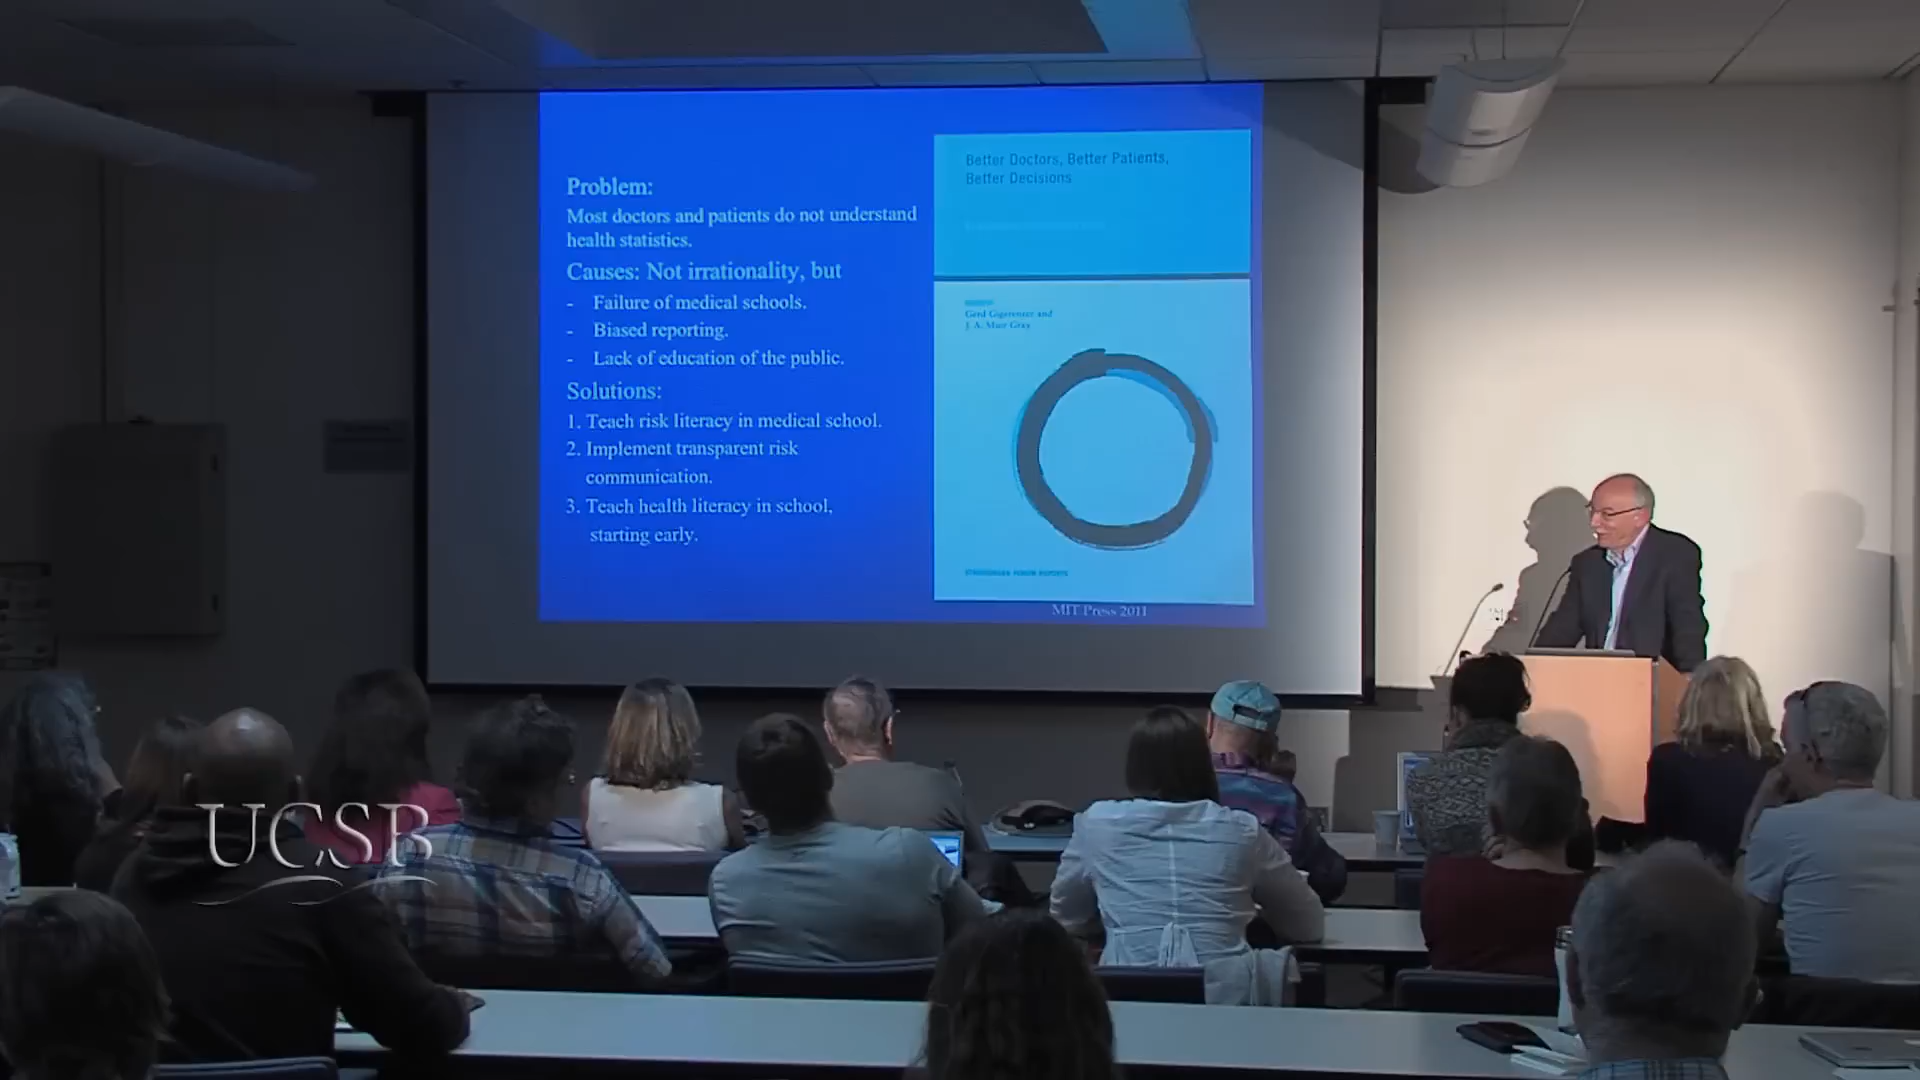 Problem:
Most doctors and patients do not understand
health statistics.
Causes: Not irrationality, but
- Failure of medical schools.
- Biased reporting.
- Lack of education of the public.
Solutions:
1. Teach risk literacy in medical school.
2. Implement transparent risk
communication.
3. Teach health literacy in school,
starting early.
Better Doctors, Better Patients,
Better Decisions
Gerd Gigerenzer and
J. A. Muir Gray
STRÜNGMANN FORUM REPORTS
MIT Press 2011
UCSB